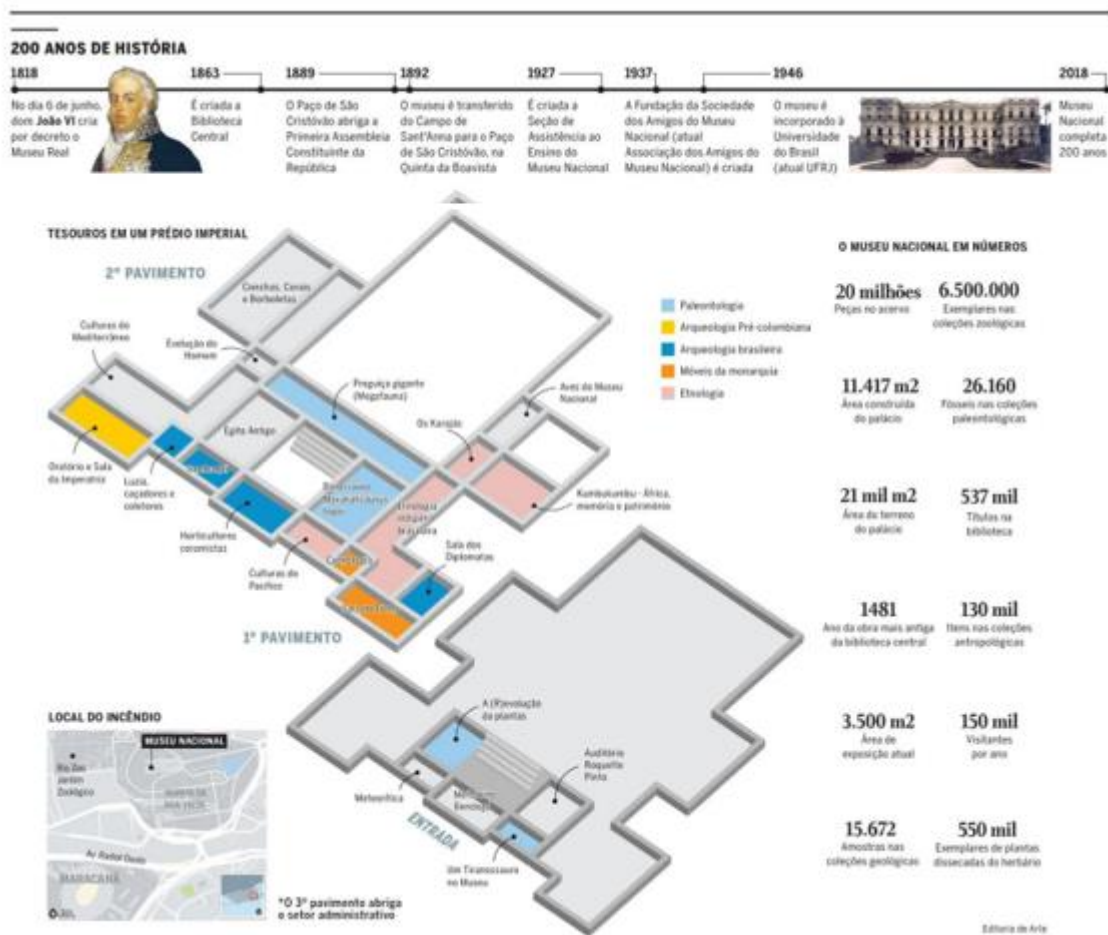 200 ANOS DE HISTÓRIA
1818
No dia 6 de junho,
dom João VI cria
por decreto o
Museu Real
1863
É criada a
Biblioteca
Central
1889
O Paço de São
Cristóvão abriga a
Primeira Assembleia
Constituinte da
República
1892
O museu é transferido
do Campo de
Sant'Anna para o Paço
de São Cristóvão, na
Quinta da Boavista
1927
É criada a
Seção de
Assistência ao
Ensino do
Museu Nacional
1937
A Fundação da Sociedade
dos Amigos do Museu
Nacional (atual
Associação dos Amigos do
Museu Nacional) é criada
1946
O museu é
incorporado à
Universidade
do Brasil
(atual UFRJ)
2018
Museu
Nacional
completa
200 anos
TESOUROS EM UM PRÉDIO IMPERIAL
2º PAVIMENTO
Conchas, Corais
e Borboletas
Culturas do
Mediterrâneo
Evolução do
Homem
Preguiça gigante
(Megafauna)
Egito Antigo
Oratório e Sala
da Imperatriz
Luzia,
caçadores e
coletores
Horticultores
ceramistas
Culturas do
Pacífico
Etnologia
indígena
brasileira
Os Karajás
Aves do Museu
Nacional
Kumbukumbu - África,
memória e patrimônio
Sala dos
Diplomatas
Paleontologia
Arqueologia Pré-colombiana
Arqueologia brasileira
Móveis da monarquia
Etnologia
1º PAVIMENTO
A (R)evolução
da plantas
Auditório
Roquette
Pinto
Meteorítica
ENTRADA
Um Tiranossauro
no Museu
*O 3º pavimento abriga
o setor administrativo
LOCAL DO INCÊNDIO
MUSEU NACIONAL
Rio Zoo
Jardim
Zoológico
Av. Radial Oeste
MARACANÃ
O MUSEU NACIONAL EM NÚMEROS
20 milhões
Peças no acervo
6.500.000
Exemplares nas
coleções zoológicas
11.417 m2
Área construída
do palácio
26.160
Fósseis nas coleções
paleontológicas
21 mil m2
Área do terreno
do palácio
537 mil
Títulos na
biblioteca
1481
Ano da obra mais antiga
da biblioteca central
130 mil
Itens nas coleções
antropológicas
3.500 m2
Área de
exposição atual
150 mil
Visitantes
por ano
15.672
Amostras nas
coleções geológicas
550 mil
Exemplares de plantas
dissecadas do herbário
Editoria de Arte